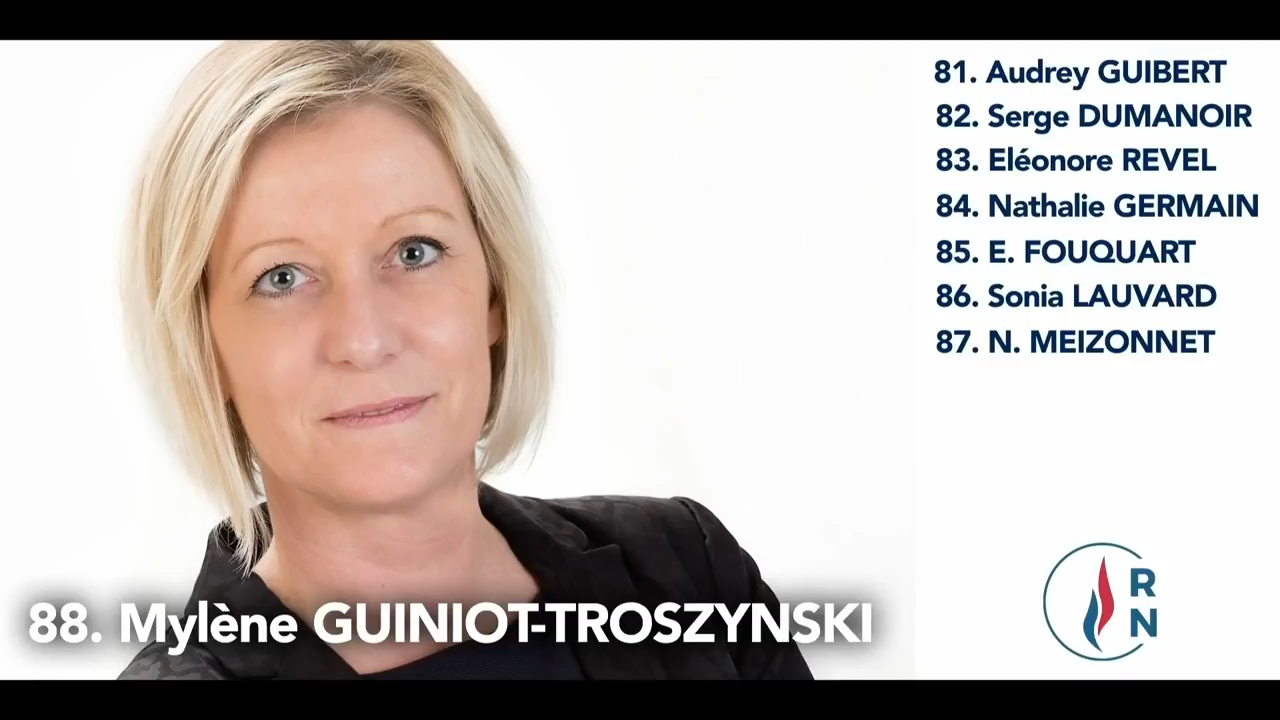 81. Audrey GUIBERT
82. Serge DUMANOIR
83. Eléonore REVEL
84. Nathalie GERMAIN
85. E. FOUQUART
86. Sonia LAUVARD
87. N. MEIZONNET
88. Mylène GUINIOT-TROSZYNSKI
R
N